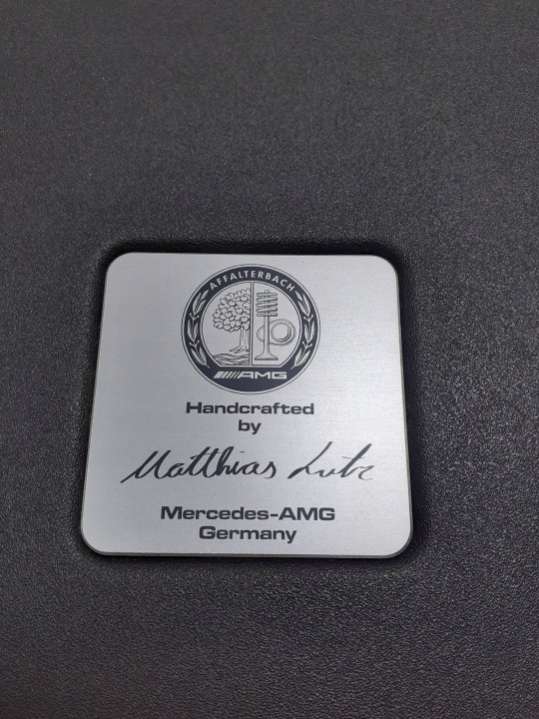 AFFALTERBACH
AMG
Handcrafted
by
Matthias Lutz
Mercedes-AMG
Germany